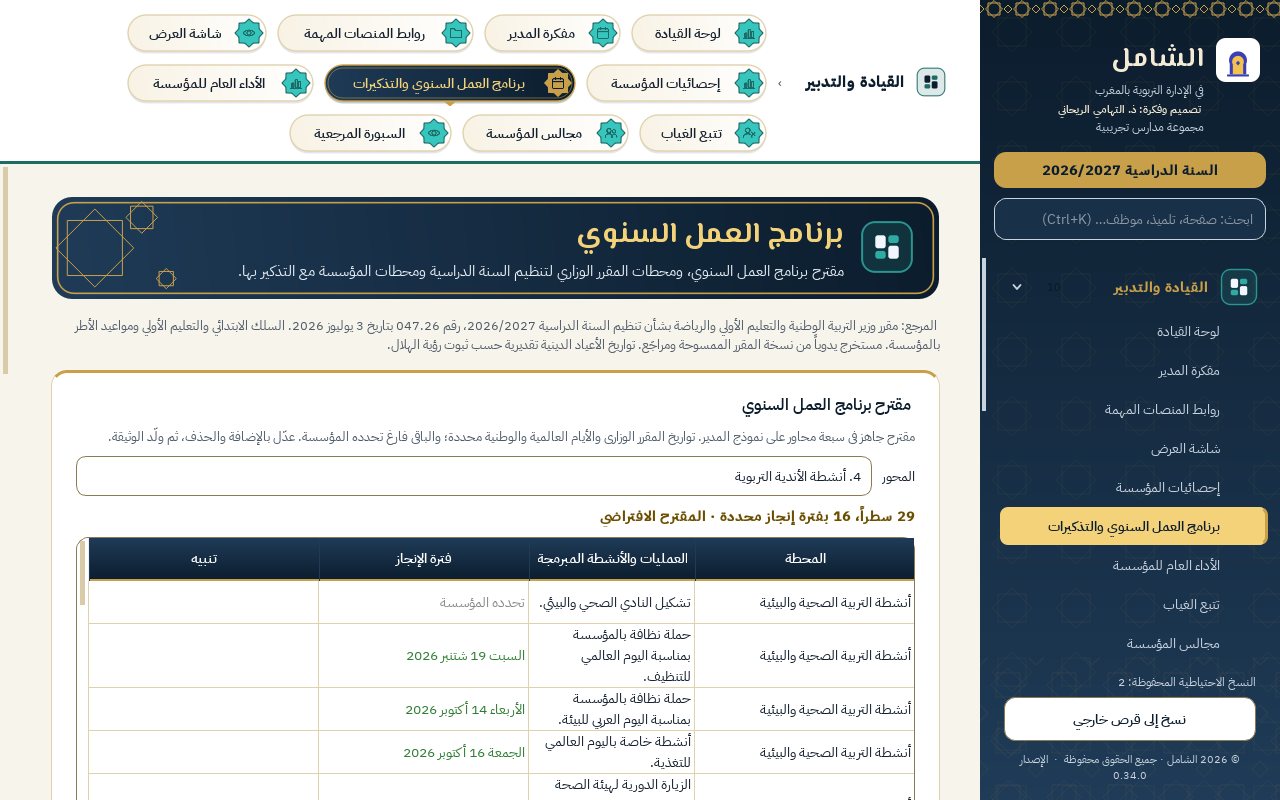 الشامل
في الإدارة التربوية بالمغرب
تصميم وفكرة: ذ. التهامي الريحاني
مجموعة مدارس تجريبية
السنة الدراسية 2026/2027
ابحث: صفحة، تلميذ، موظف... (Ctrl+K)
القيادة والتدبير 10
لوحة القيادة
مفكرة المدير
روابط المنصات المهمة
شاشة العرض
إحصائيات المؤسسة
برنامج العمل السنوي والتذكيرات
الأداء العام للمؤسسة
تتبع الغياب
مجالس المؤسسة
النسخ الاحتياطية المحفوظة: 2
نسخ إلى قرص خارجي
© 2026 الشامل · جميع الحقوق محفوظة · الإصدار
0.34.0
القيادة والتدبير ›
لوحة القيادة
مفكرة المدير
روابط المنصات المهمة
شاشة العرض
إحصائيات المؤسسة
برنامج العمل السنوي والتذكيرات
الأداء العام للمؤسسة
تتبع الغياب
مجالس المؤسسة
السبورة المرجعية
برنامج العمل السنوي
مقترح برنامج العمل السنوي، ومحطات المقرر الوزاري لتنظيم السنة الدراسية ومحطات المؤسسة مع التذكير بها.
المرجع: مقرر وزير التربية الوطنية والتعليم الأولي والرياضة بشأن تنظيم السنة الدراسية 2026/2027، رقم 047.26 بتاريخ 3 يوليوز 2026. السلك الابتدائي والتعليم الأولي ومواعيد الأطر
بالمؤسسة. مستخرج يدوياً من نسخة المقرر الممسوحة ومراجَع. تواريخ الأعياد الدينية تقديرية حسب ثبوت رؤية الهلال.
مقترح برنامج العمل السنوي
مقترح جاهز في سبعة محاور على نموذج المدير. تواريخ المقرر الوزاري والأيام العالمية والوطنية محددة؛ والباقي فارغ تحدده المؤسسة. عدّل بالإضافة والحذف، ثم ولّد الوثيقة.
المحور
4. أنشطة الأندية التربوية
29 سطراً، 16 بفترة إنجاز محددة · المقترح الافتراضي
المحطة
العمليات والأنشطة المبرمجة
فترة الإنجاز
تنبيه
أنشطة التربية الصحية والبيئية
تشكيل النادي الصحي والبيئي.
تحدده المؤسسة
أنشطة التربية الصحية والبيئية
حملة نظافة بالمؤسسة
بمناسبة اليوم العالمي
للتنظيف.
السبت 19 شتنبر 2026
أنشطة التربية الصحية والبيئية
حملة نظافة بالمؤسسة
بمناسبة اليوم العربي للبيئة.
الأربعاء 14 أكتوبر 2026
أنشطة التربية الصحية والبيئية
أنشطة خاصة باليوم العالمي
للتغذية.
الجمعة 16 أكتوبر 2026
الزيارة الدورية لهيئة الصحة